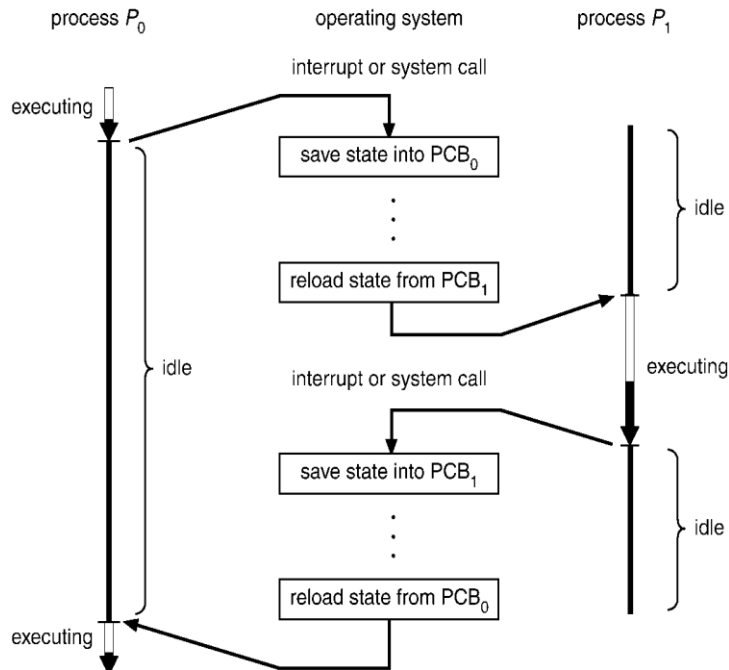 process P0
operating system
process P1
interrupt or system call
executing
save state into PCB0
idle
reload state from PCB1
idle
executing
interrupt or system call
save state into PCB1
idle
reload state from PCB0
executing